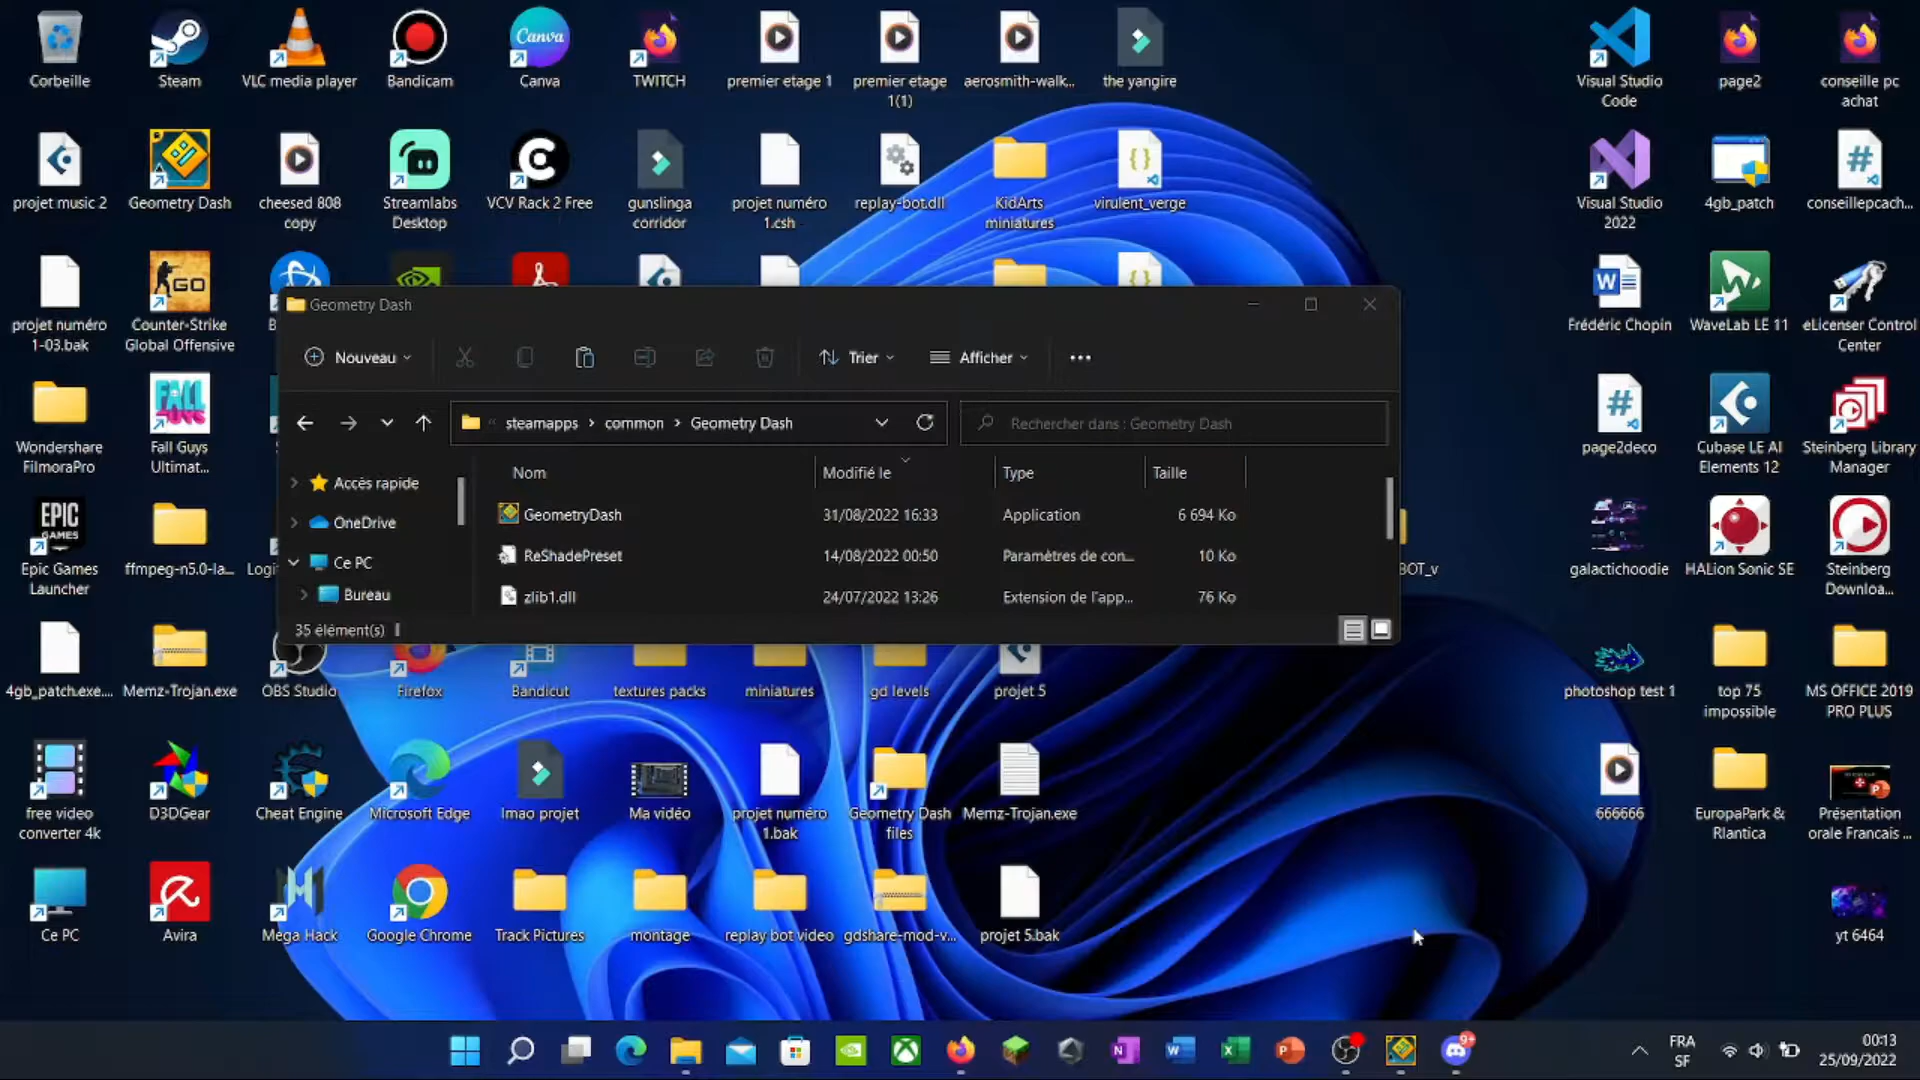 Corbeille
Steam
VLC media player
Bandicam
Canva
TWITCH
premier etage 1
premier etage
1(1)
aerosmith-walk...
the yangire
Visual Studio
Code
page2
conseille pc
achat
projet music 2
Geometry Dash
cheesed 808
copy
Streamlabs
Desktop
VCV Rack 2 Free
gunslinga
corridor
projet numéro
1.csh
replay-bot.dll
KidArts
miniatures
virulent_verge
Visual Studio
2022
4gb_patch
conseillepcach...
projet numéro
1-03.bak
Counter-Strike
Global Offensive
Frédéric Chopin
WaveLab LE 11
eLicenser Control
Center
Geometry Dash
Nouveau
Trier
Afficher
steamapps
common
Geometry Dash
Rechercher dans : Geometry Dash
Nom
Modifié le
Type
Taille
Accès rapide
OneDrive
Ce PC
Bureau
GeometryDash
31/08/2022 16:33
Application
6 694 Ko
ReShadePreset
14/08/2022 00:50
Paramètres de con...
10 Ko
zlib1.dll
24/07/2022 13:26
Extension de l'app...
76 Ko
35 élément(s)
Wondershare
FilmoraPro
Fall Guys
Ultimat...
page2deco
Cubase LE AI
Elements 12
Steinberg Library
Manager
Epic Games
Launcher
ffmpeg-n5.0-la...
BOT_v
galactichoodie
HALion Sonic SE
Steinberg
Downloa...
4gb_patch.exe....
Memz-Trojan.exe
OBS Studio
Firefox
Bandicut
textures packs
miniatures
gd levels
projet 5
photoshop test 1
top 75
impossible
MS OFFICE 2019
PRO PLUS
free video
converter 4k
D3DGear
Cheat Engine
Microsoft Edge
lmao projet
Ma vidéo
projet numéro
1.bak
Geometry Dash
files
Memz-Trojan.exe
666666
EuropaPark &
Rlantica
Présentation
orale Francais ...
Ce PC
Avira
Mega Hack
Google Chrome
Track Pictures
montage
replay bot video
gdshare-mod-v...
projet 5.bak
yt 6464
FRA
SF
00:13
25/09/2022